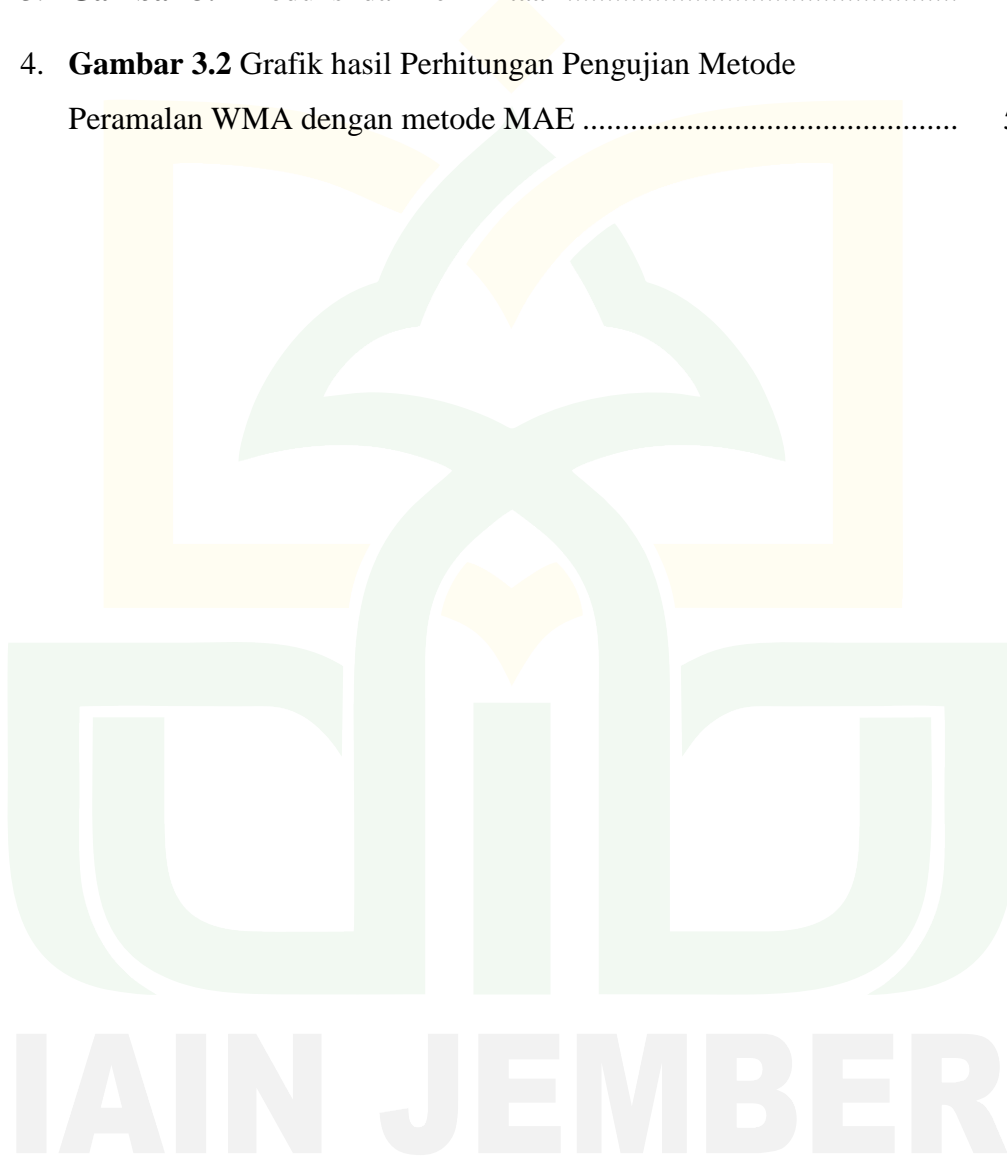 4. Gambar 3.2 Grafik hasil Perhitungan Pengujian Metode
Peramalan WMA dengan metode MAE ...............................................
IAIN JEMBER